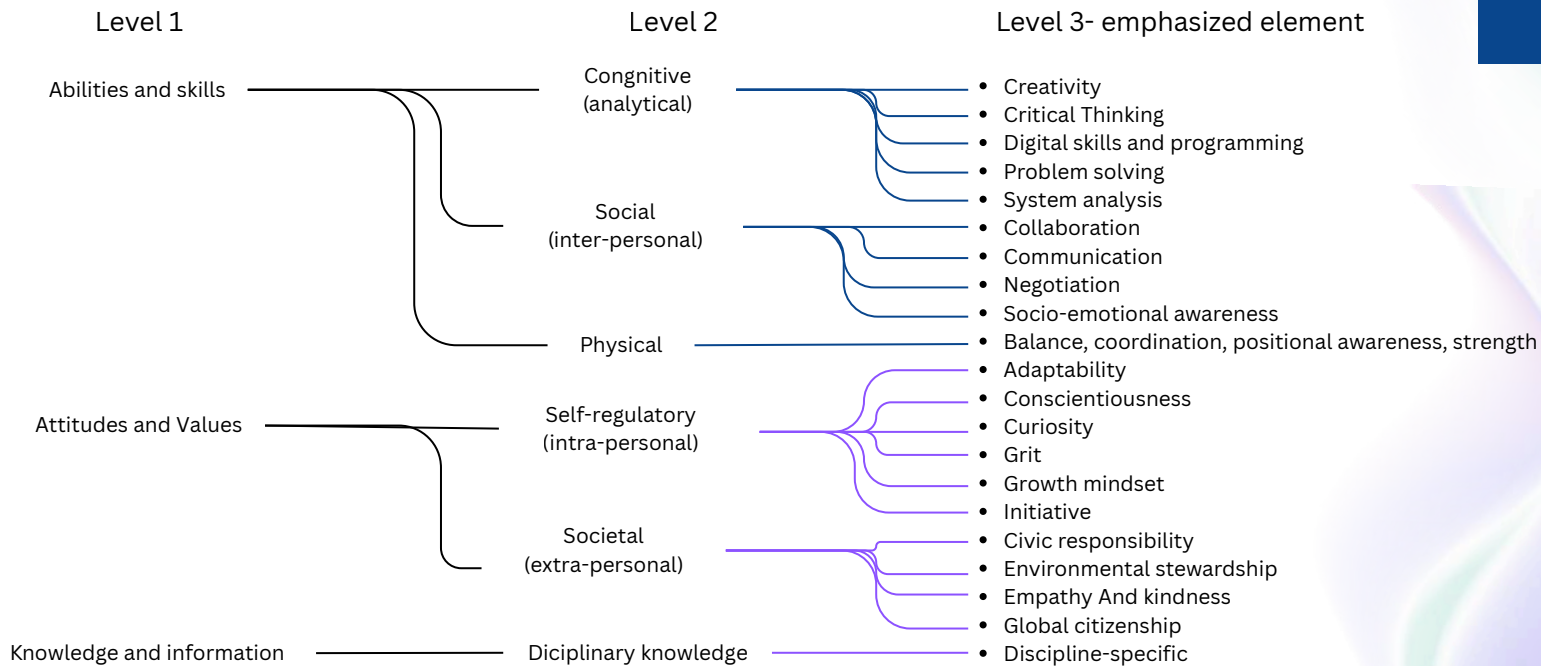 Level 1
Level 2
Level 3- emphasized element
Abilities and skills
Congnitive
(analytical)
Creativity
Critical Thinking
Digital skills and programming
Problem solving
System analysis
Social
(inter-personal)
Collaboration
Communication
Negotiation
Socio-emotional awareness
Physical
Balance, coordination, positional awareness, strength
Attitudes and Values
Self-regulatory
(intra-personal)
Adaptability
Conscientiousness
Curiosity
Grit
Growth mindset
Initiative
Societal
(extra-personal)
Civic responsibility
Environmental stewardship
Empathy And kindness
Global citizenship
Knowledge and information
Diciplinary knowledge
Discipline-specific